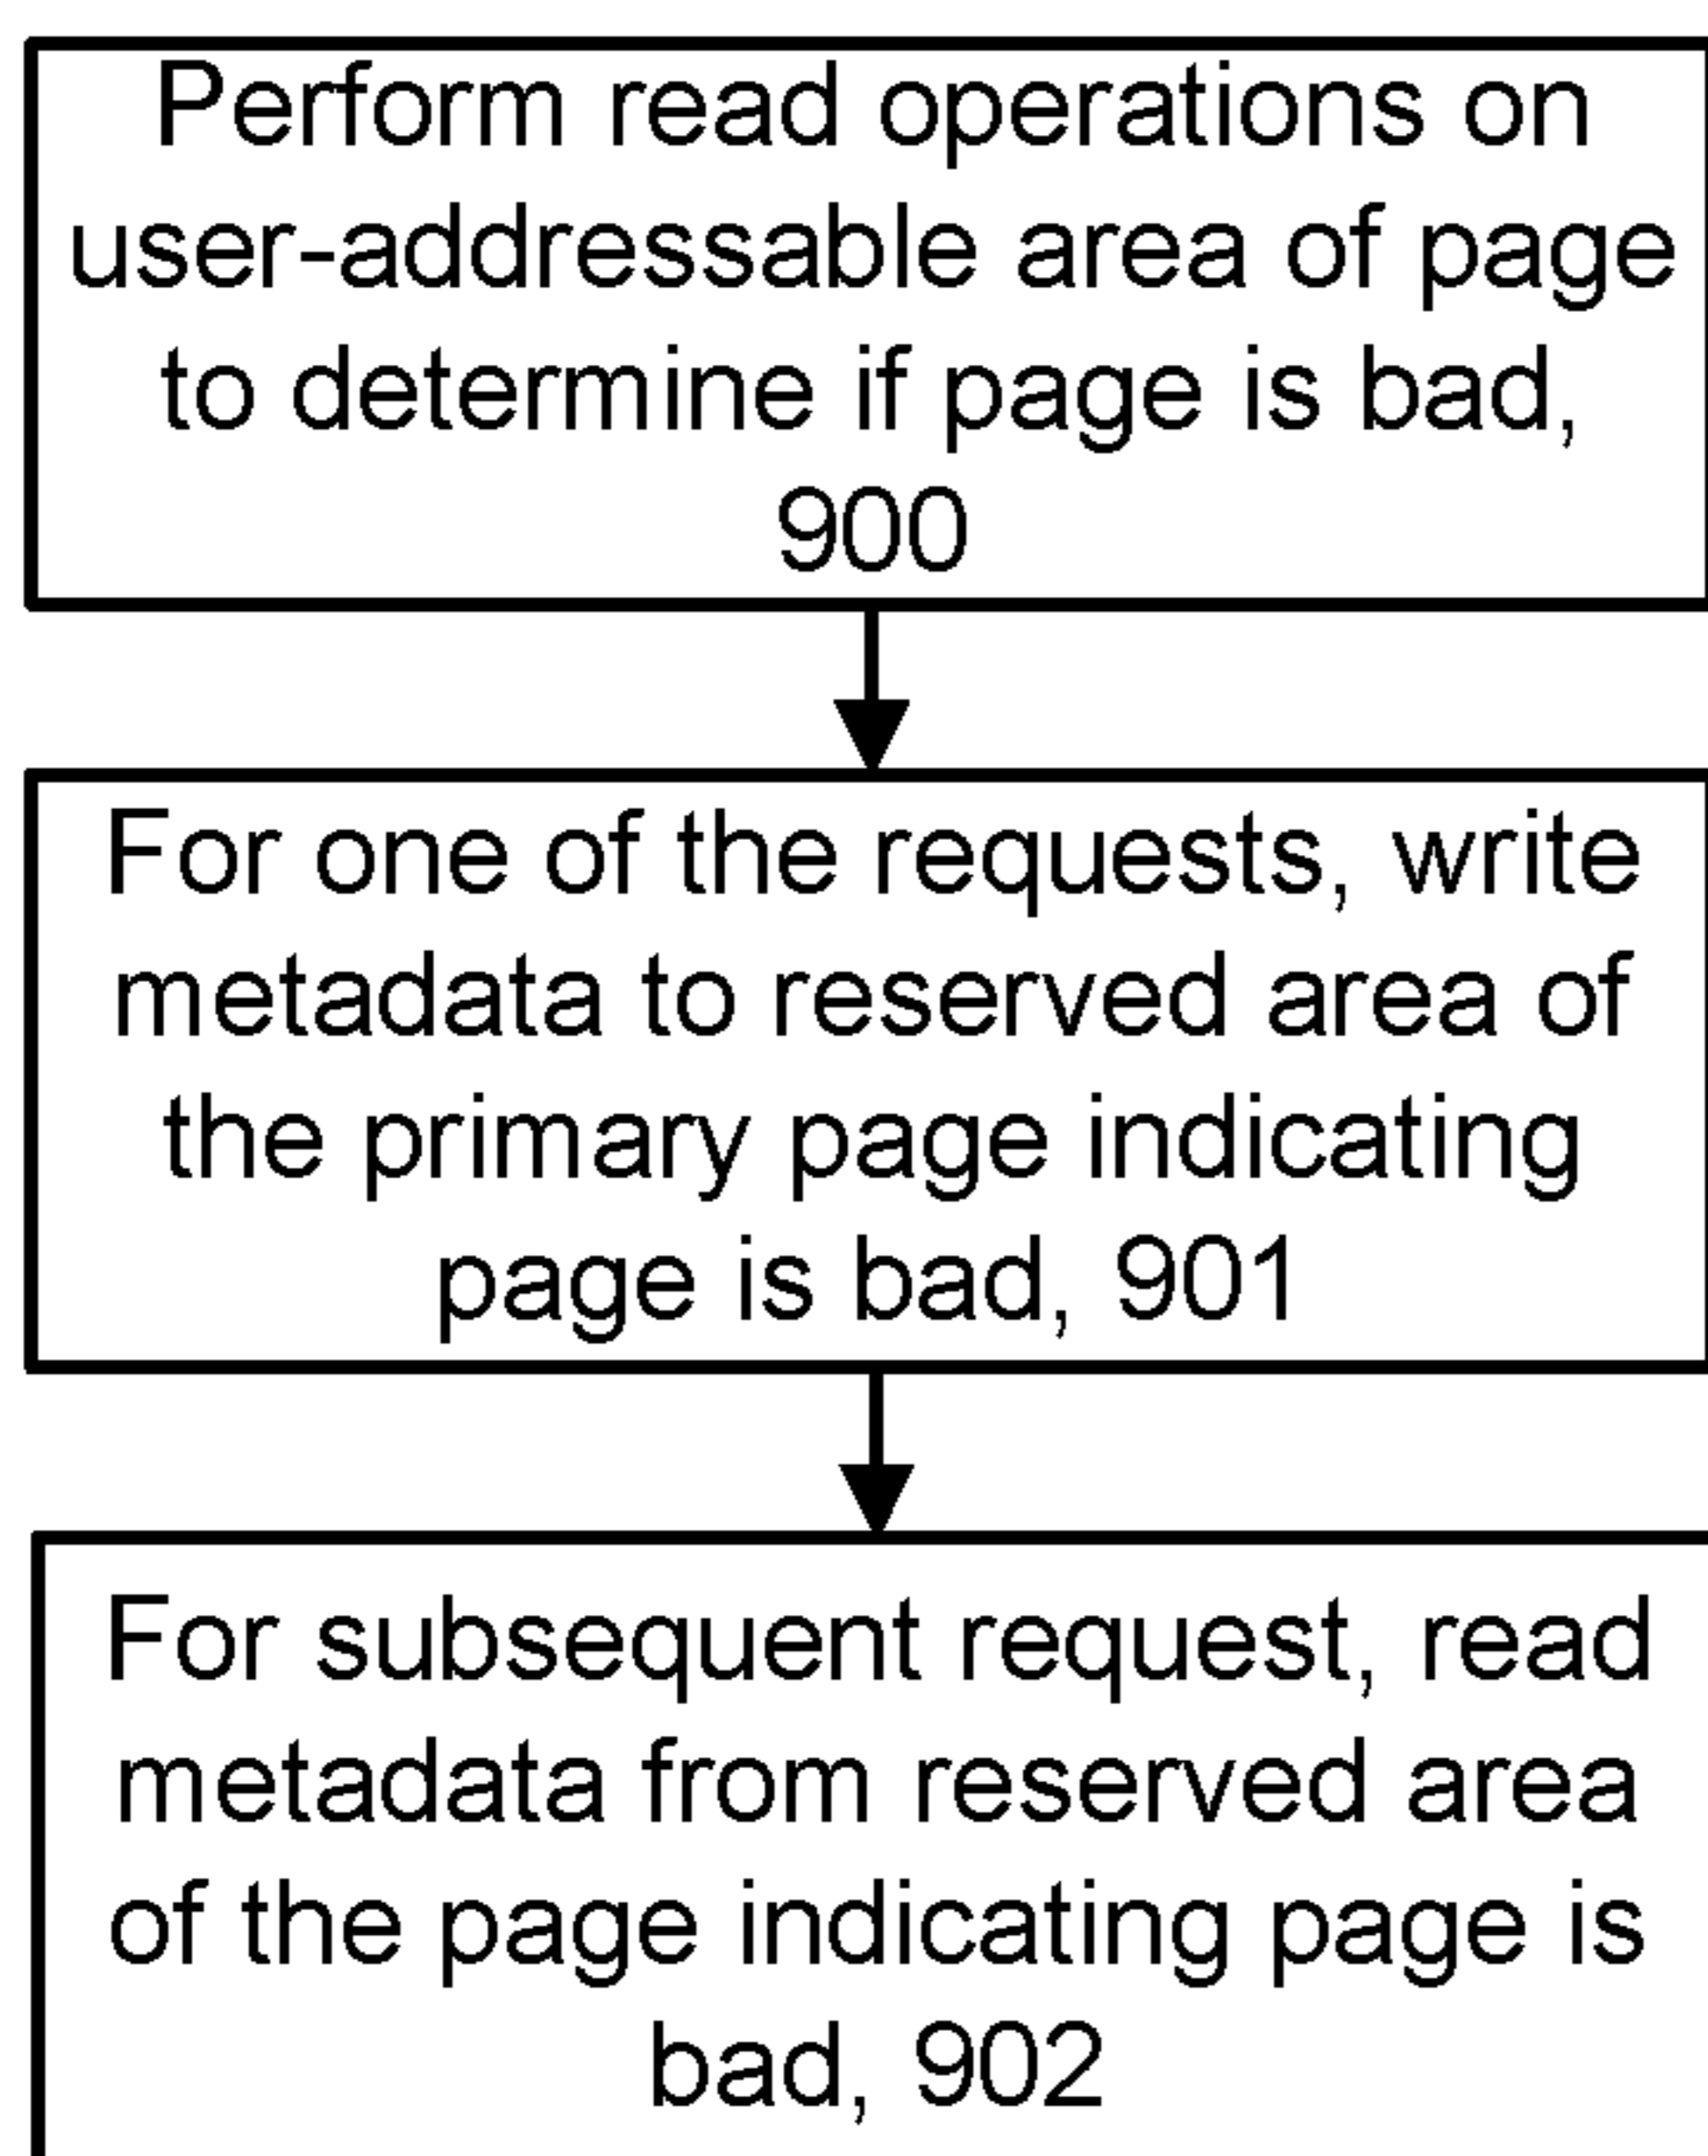 Perform read operations on
user-addressable area of page
to determine if page is bad,
900
For one of the requests, write
metadata to reserved area of
the primary page indicating
page is bad, 901
For subsequent request, read
metadata from reserved area
of the page indicating page is
bad, 902